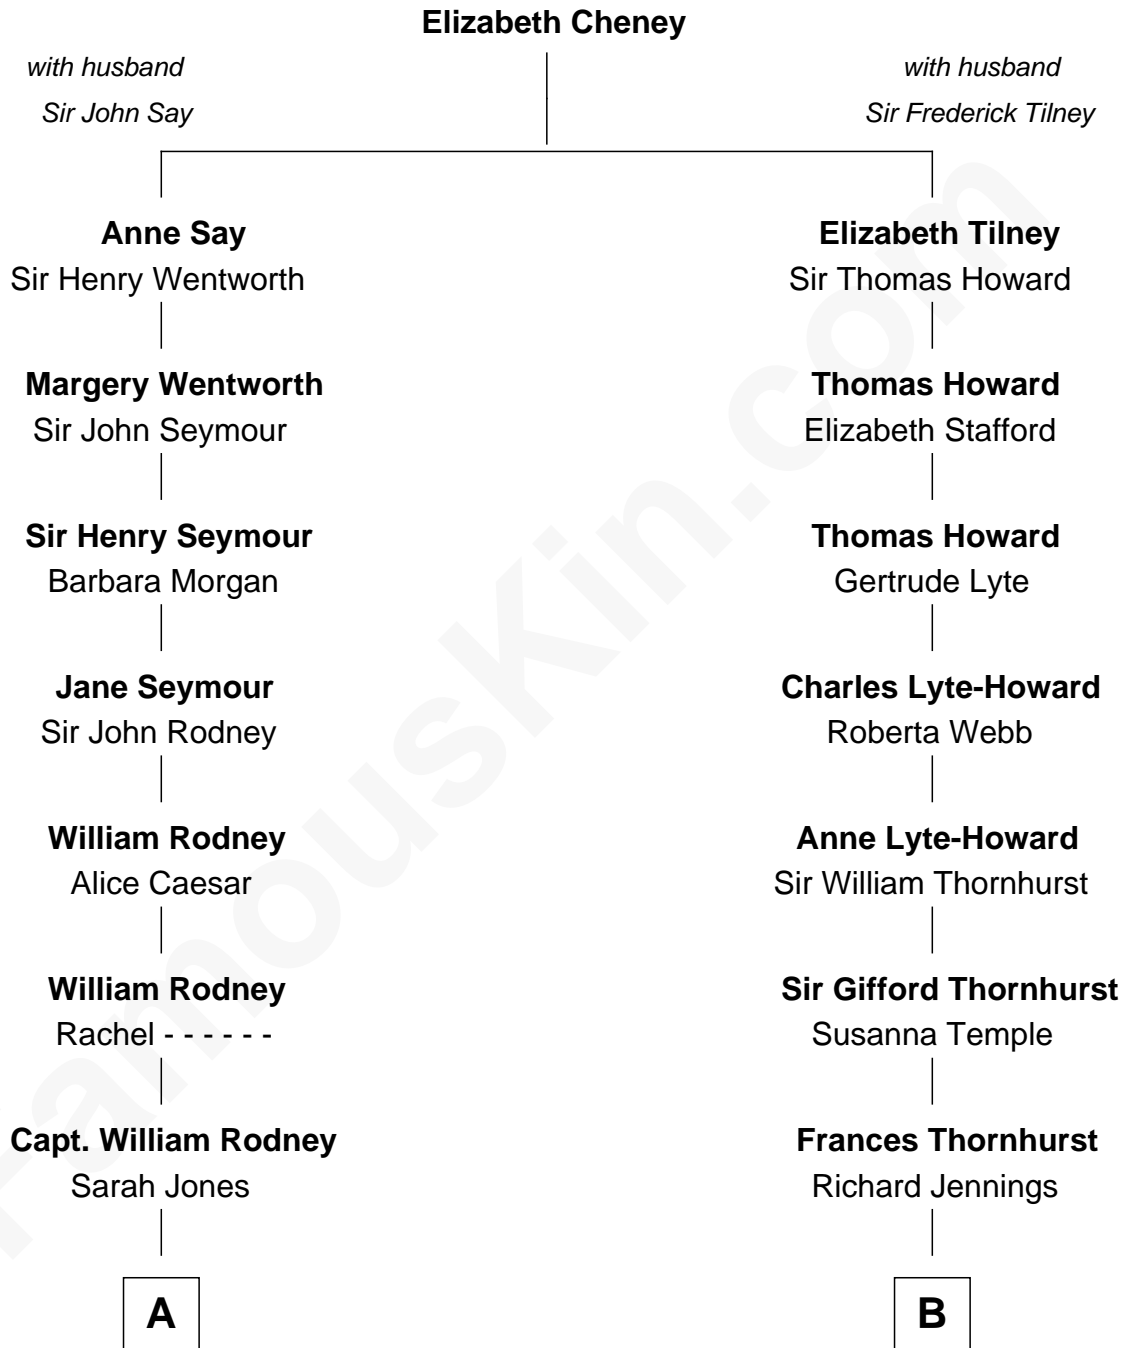 Elizabeth Cheney
with husband
Sir John Say
with husband
Sir Frederick Tilney
Anne Say
Sir Henry Wentworth
Elizabeth Tilney
Sir Thomas Howard
Margery Wentworth
Sir John Seymour
Thomas Howard
Elizabeth Stafford
Sir Henry Seymour
Barbara Morgan
Thomas Howard
Gertrude Lyte
Jane Seymour
Sir John Rodney
Charles Lyte-Howard
Roberta Webb
William Rodney
Alice Caesar
Anne Lyte-Howard
Sir William Thornhurst
William Rodney
Rachel - - - - - -
Sir Gifford Thornhurst
Susanna Temple
Capt. William Rodney
Sarah Jones
Frances Thornhurst
Richard Jennings
A
B
FamousKin.com